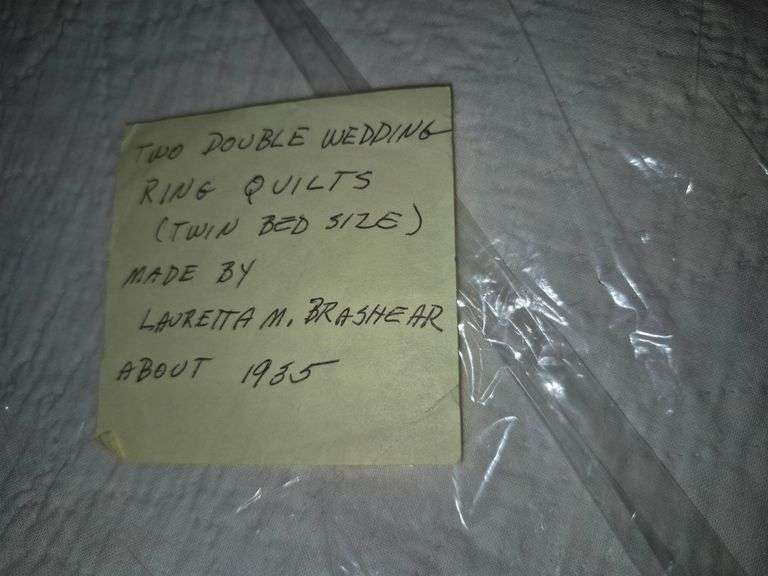 TWO DOUBLE WEDDING
RING QUILTS
(TWIN BED SIZE)
MADE BY
LAURETTA M. BRASHEAR
ABOUT 1935